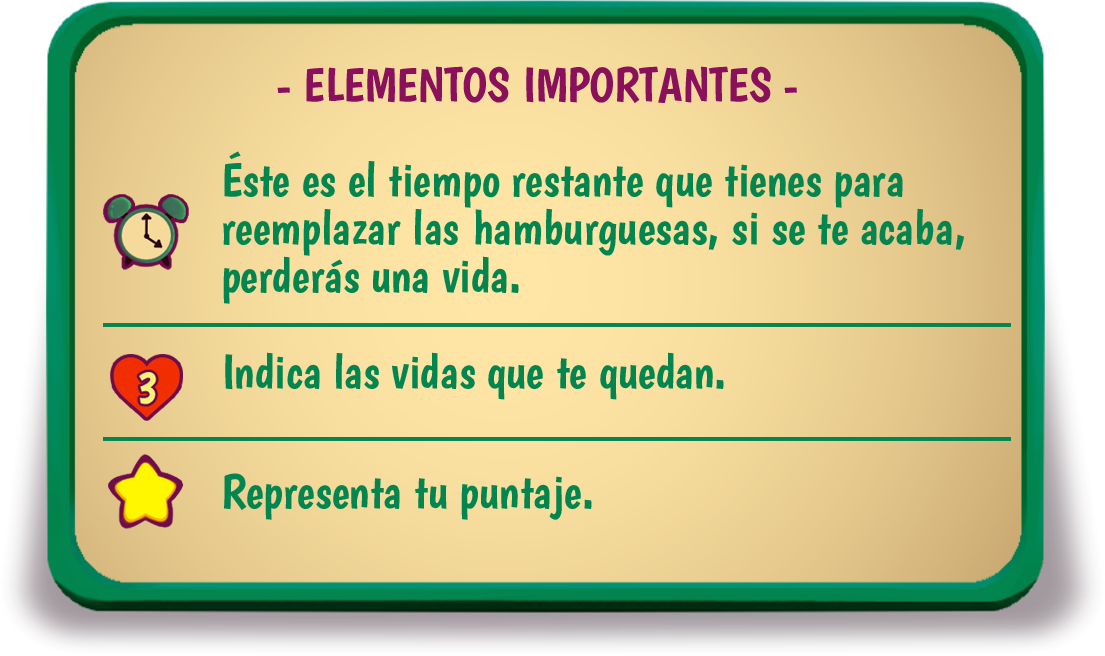 - ELEMENTOS IMPORTANTES -
Éste es el tiempo restante que tienes para
reemplazar las hamburguesas, si se te acaba,
perderás una vida.
3
Indica las vidas que te quedan.
Representa tu puntaje.